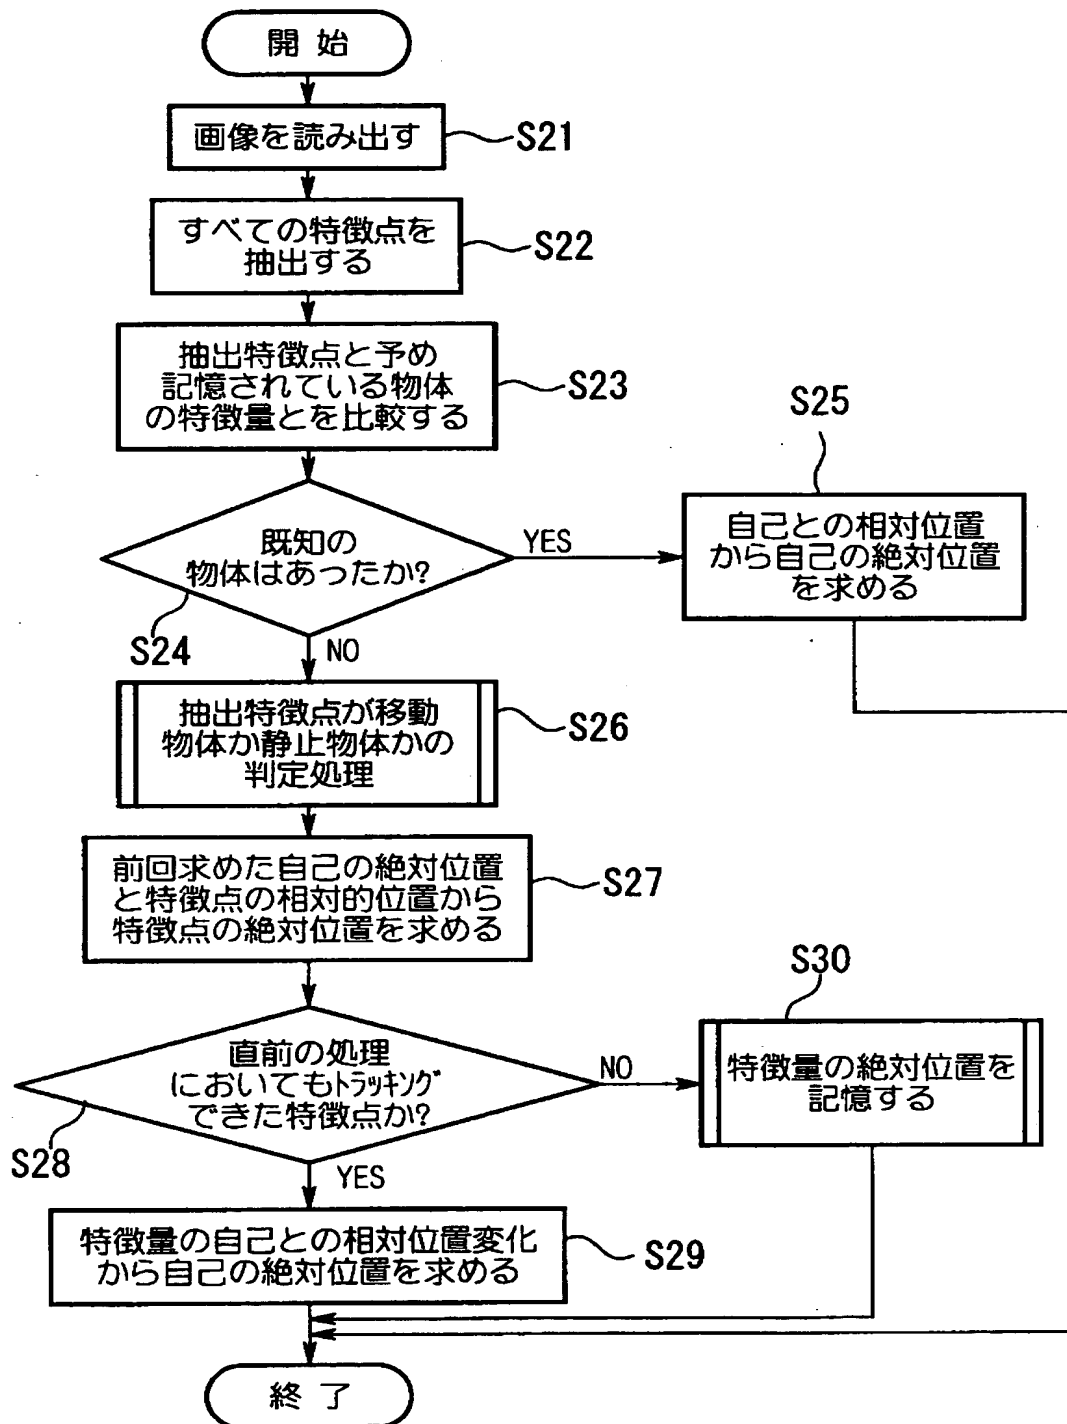 開 始
画像を読み出す
S21
すべての特徴点を
抽出する
S22
抽出特徴点と予め
記憶されている物体
の特徴量とを比較する
S23
既知の
物体はあったか?
S24
YES
NO
S25
自己との相対位置
から自己の絶対位置
を求める
抽出特徴点が移動
物体か静止物体かの
判定処理
S26
前回求めた自己の絶対位置
と特徴点の相対的位置から
特徴点の絶対位置を求める
S27
直前の処理
においてもトラッキング
できた特徴点か?
S28
NO
YES
S30
特徴量の絶対位置を
記憶する
特徴量の自己との相対位置変化
から自己の絶対位置を求める
S29
終 了